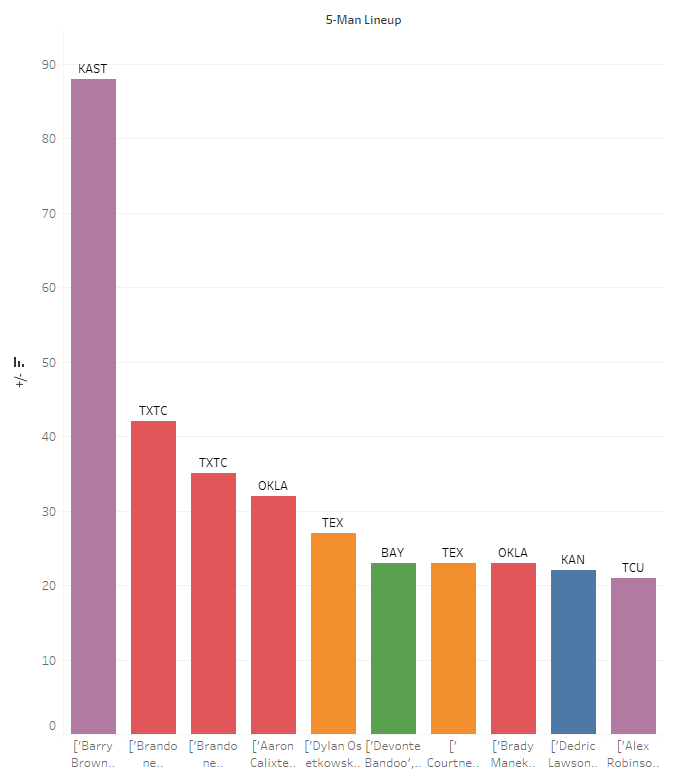 5-Man Lineup
90
80
70
60
50
40
30
20
10
0
+/-
KAST
TXTC
TXTC
OKLA
TEX
BAY
TEX
OKLA
KAN
TCU
['Barry
Brown..
['Brando
ne..
['Brando
ne..
['Aaron
Calixte..
['Dylan Os
etkowsk..
['Devonte
Bandoo',..
['
Courtne..
['Brady
Manek..
['Dedric
Lawson..
['Alex
Robinso..